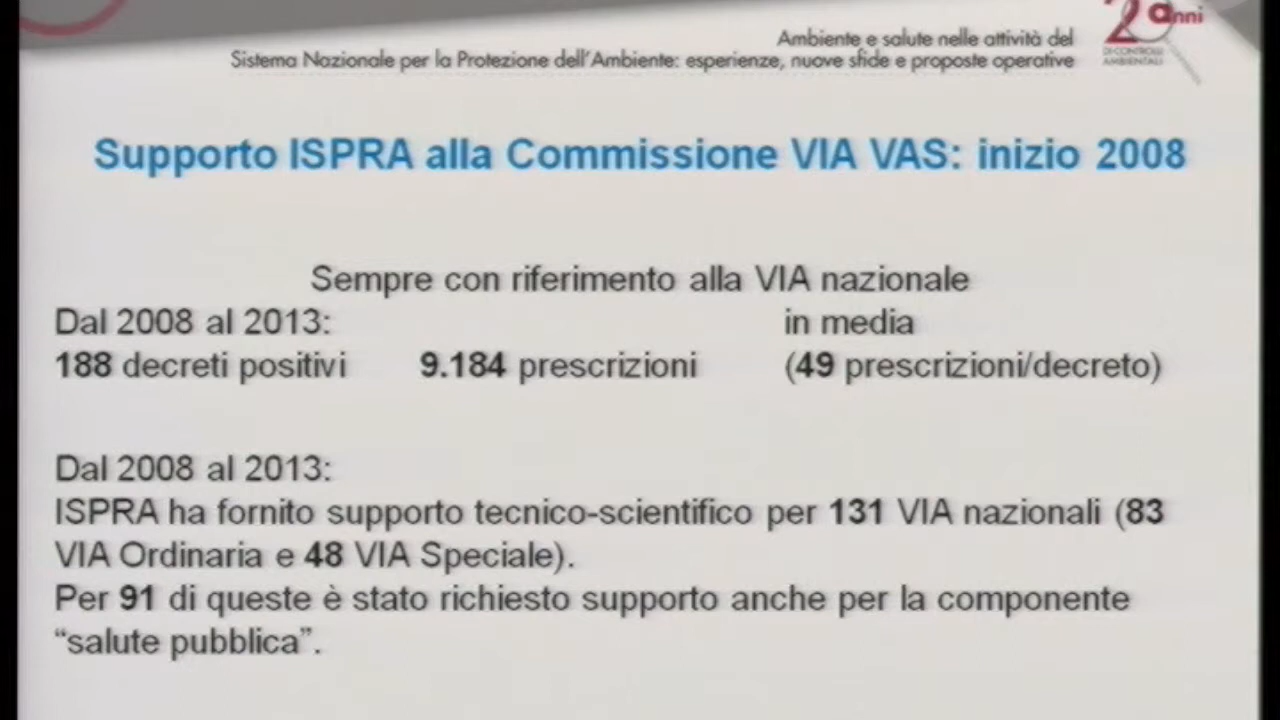 20 anni
DI CONTROLLI
AMBIENTALI
Ambiente e salute nelle attività del
Sistema Nazionale per la Protezione dell'Ambiente: esperienze, nuove sfide e proposte operative
Supporto ISPRA alla Commissione VIA VAS: inizio 2008
Sempre con riferimento alla VIA nazionale
Dal 2008 al 2013: in media
188 decreti positivi 9.184 prescrizioni (49 prescrizioni/decreto)
Dal 2008 al 2013:
ISPRA ha fornito supporto tecnico-scientifico per 131 VIA nazionali (83
VIA Ordinaria e 48 VIA Speciale).
Per 91 di queste è stato richiesto supporto anche per la componente
“salute pubblica”.